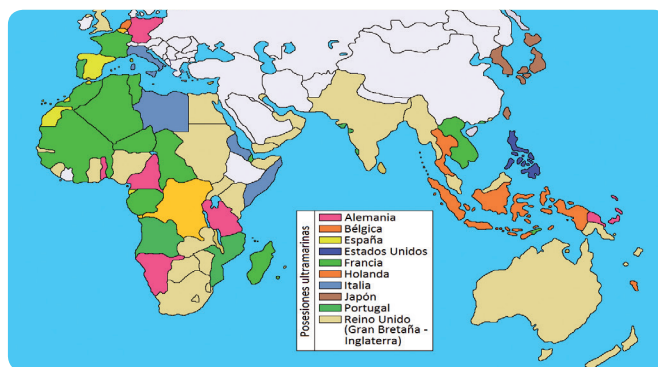 Posesiones ultramarinas
Alemania
Bélgica
España
Estados Unidos
Francia
Holanda
Italia
Japón
Portugal
Reino Unido
(Gran Bretaña -
Inglaterra)